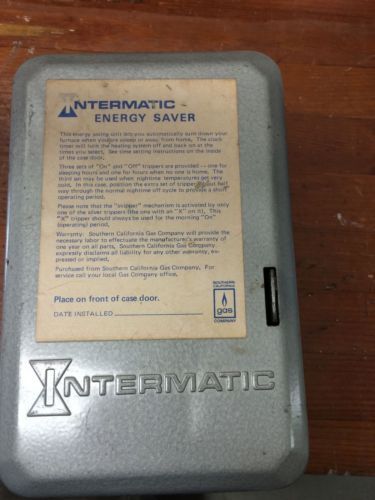 INTERMATIC
ENERGY SAVER
This energy saving unit lets you automatically turn down your
furnace when you're asleep or away from home. The clock
timer will turn the heating system off and back on at the
times you select. See time setting instructions on the inside
of the case door.
Three sets of "On" and "Off" trippers are provided -- one for
sleeping hours and one for hours when no one is home. The
third set may be used when nighttime temperatures get very
cold. In this case, position the extra set of trippers about half
way through the normal nighttime off cycle to provide a short
operating period.
Please note that the "skipper" mechanism is activated by only
one of the silver trippers (the one with an "X" on it). This
"X" tripper should always be used for the morning "On"
(operating) period.
Warranty: Southern California Gas Company will provide the
necessary labor to effectuate the manufacturer's warranty of
one year on all parts. Southern California Gas Company
expressly disclaims all liability for any other warranty, ex-
pressed or implied.
Purchased from Southern California Gas Company. For
service call your local Gas Company office.
Place on front of case door.
DATE INSTALLED
SOUTHERN
CALIFORNIA
gas
COMPANY
INTERMATIC